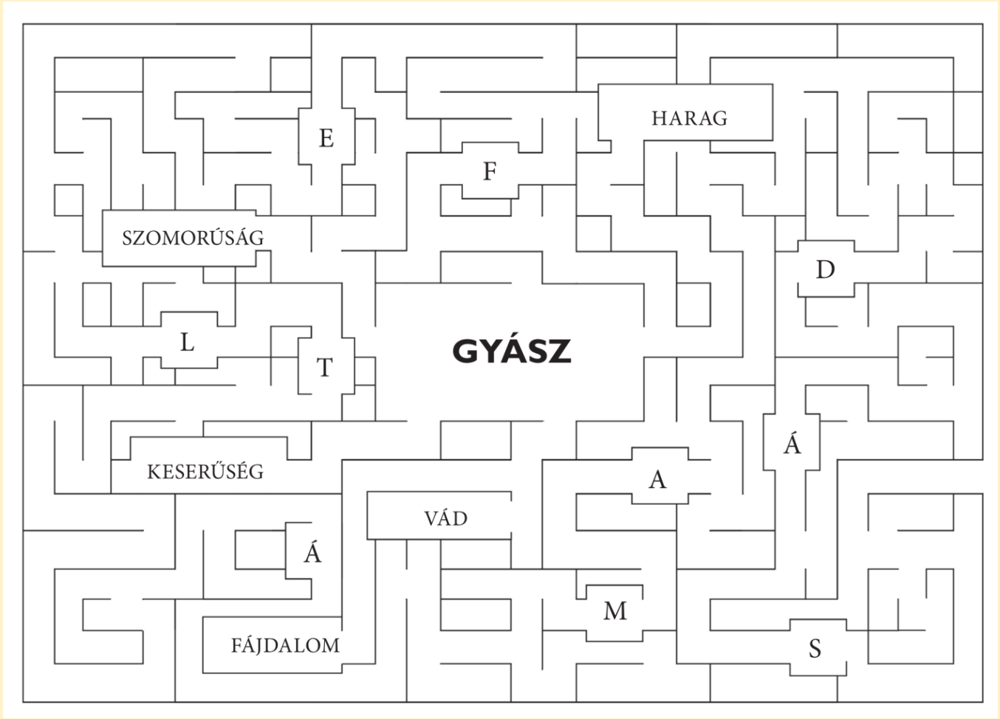 HARAG
E
F
SZOMORÚSÁG
D
L
GYÁSZ
T
Á
KESERŰSÉG
A
VÁD
Á
M
FÁJDALOM
S